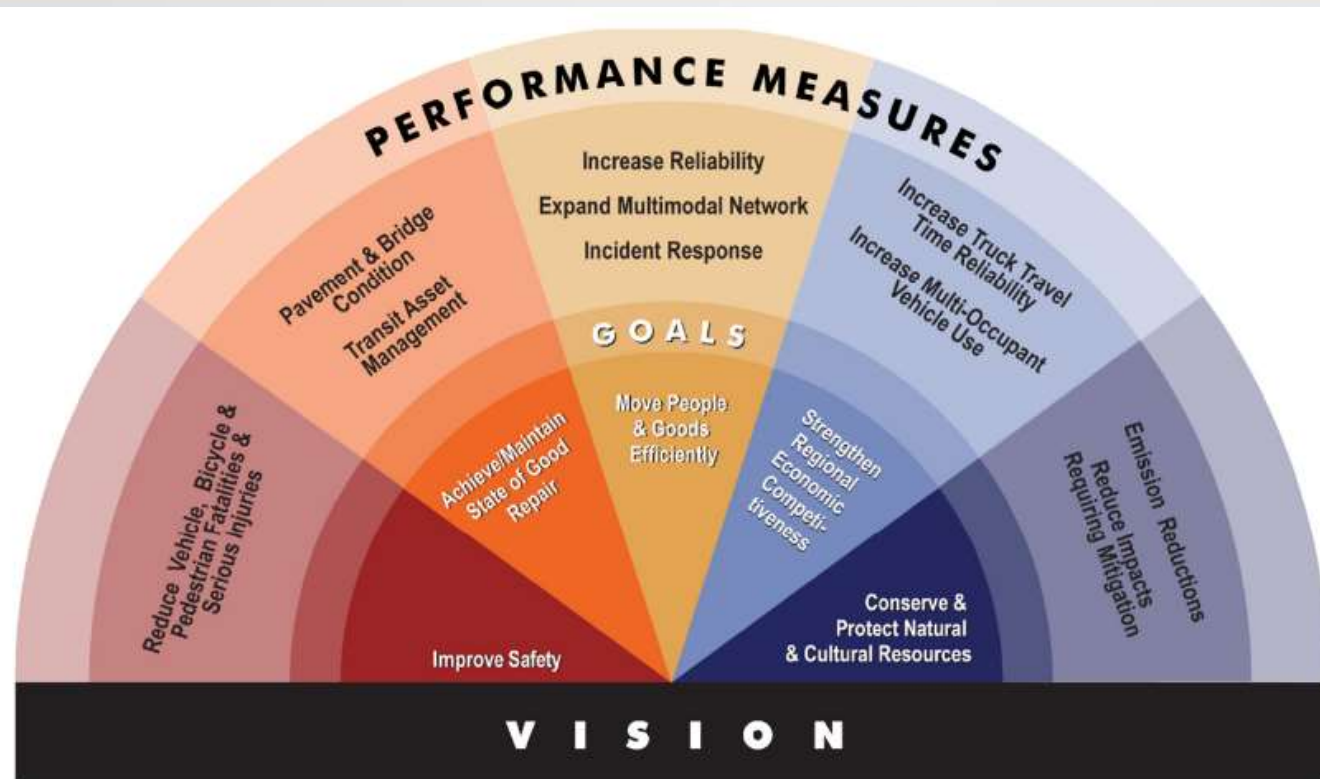 PERFORMANCE MEASURES
Reduce Vehicle, Bicycle &
Pedestrian Fatalities &
Serious Injuries
Pavement & Bridge
Condition
Transit Asset
Management
Increase Reliability
Expand Multimodal Network
Incident Response
Increase Truck Travel
Time Reliability
Increase Multi-Occupant
Vehicle Use
Emission Reductions
Reduce Impacts
Requiring Mitigation
GOALS
Improve Safety
Achieve/Maintain
State of Good
Repair
Move People
& Goods
Efficiently
Strengthen
Regional
Economic
Competi-
tiveness
Conserve &
Protect Natural
& Cultural Resources
VISION